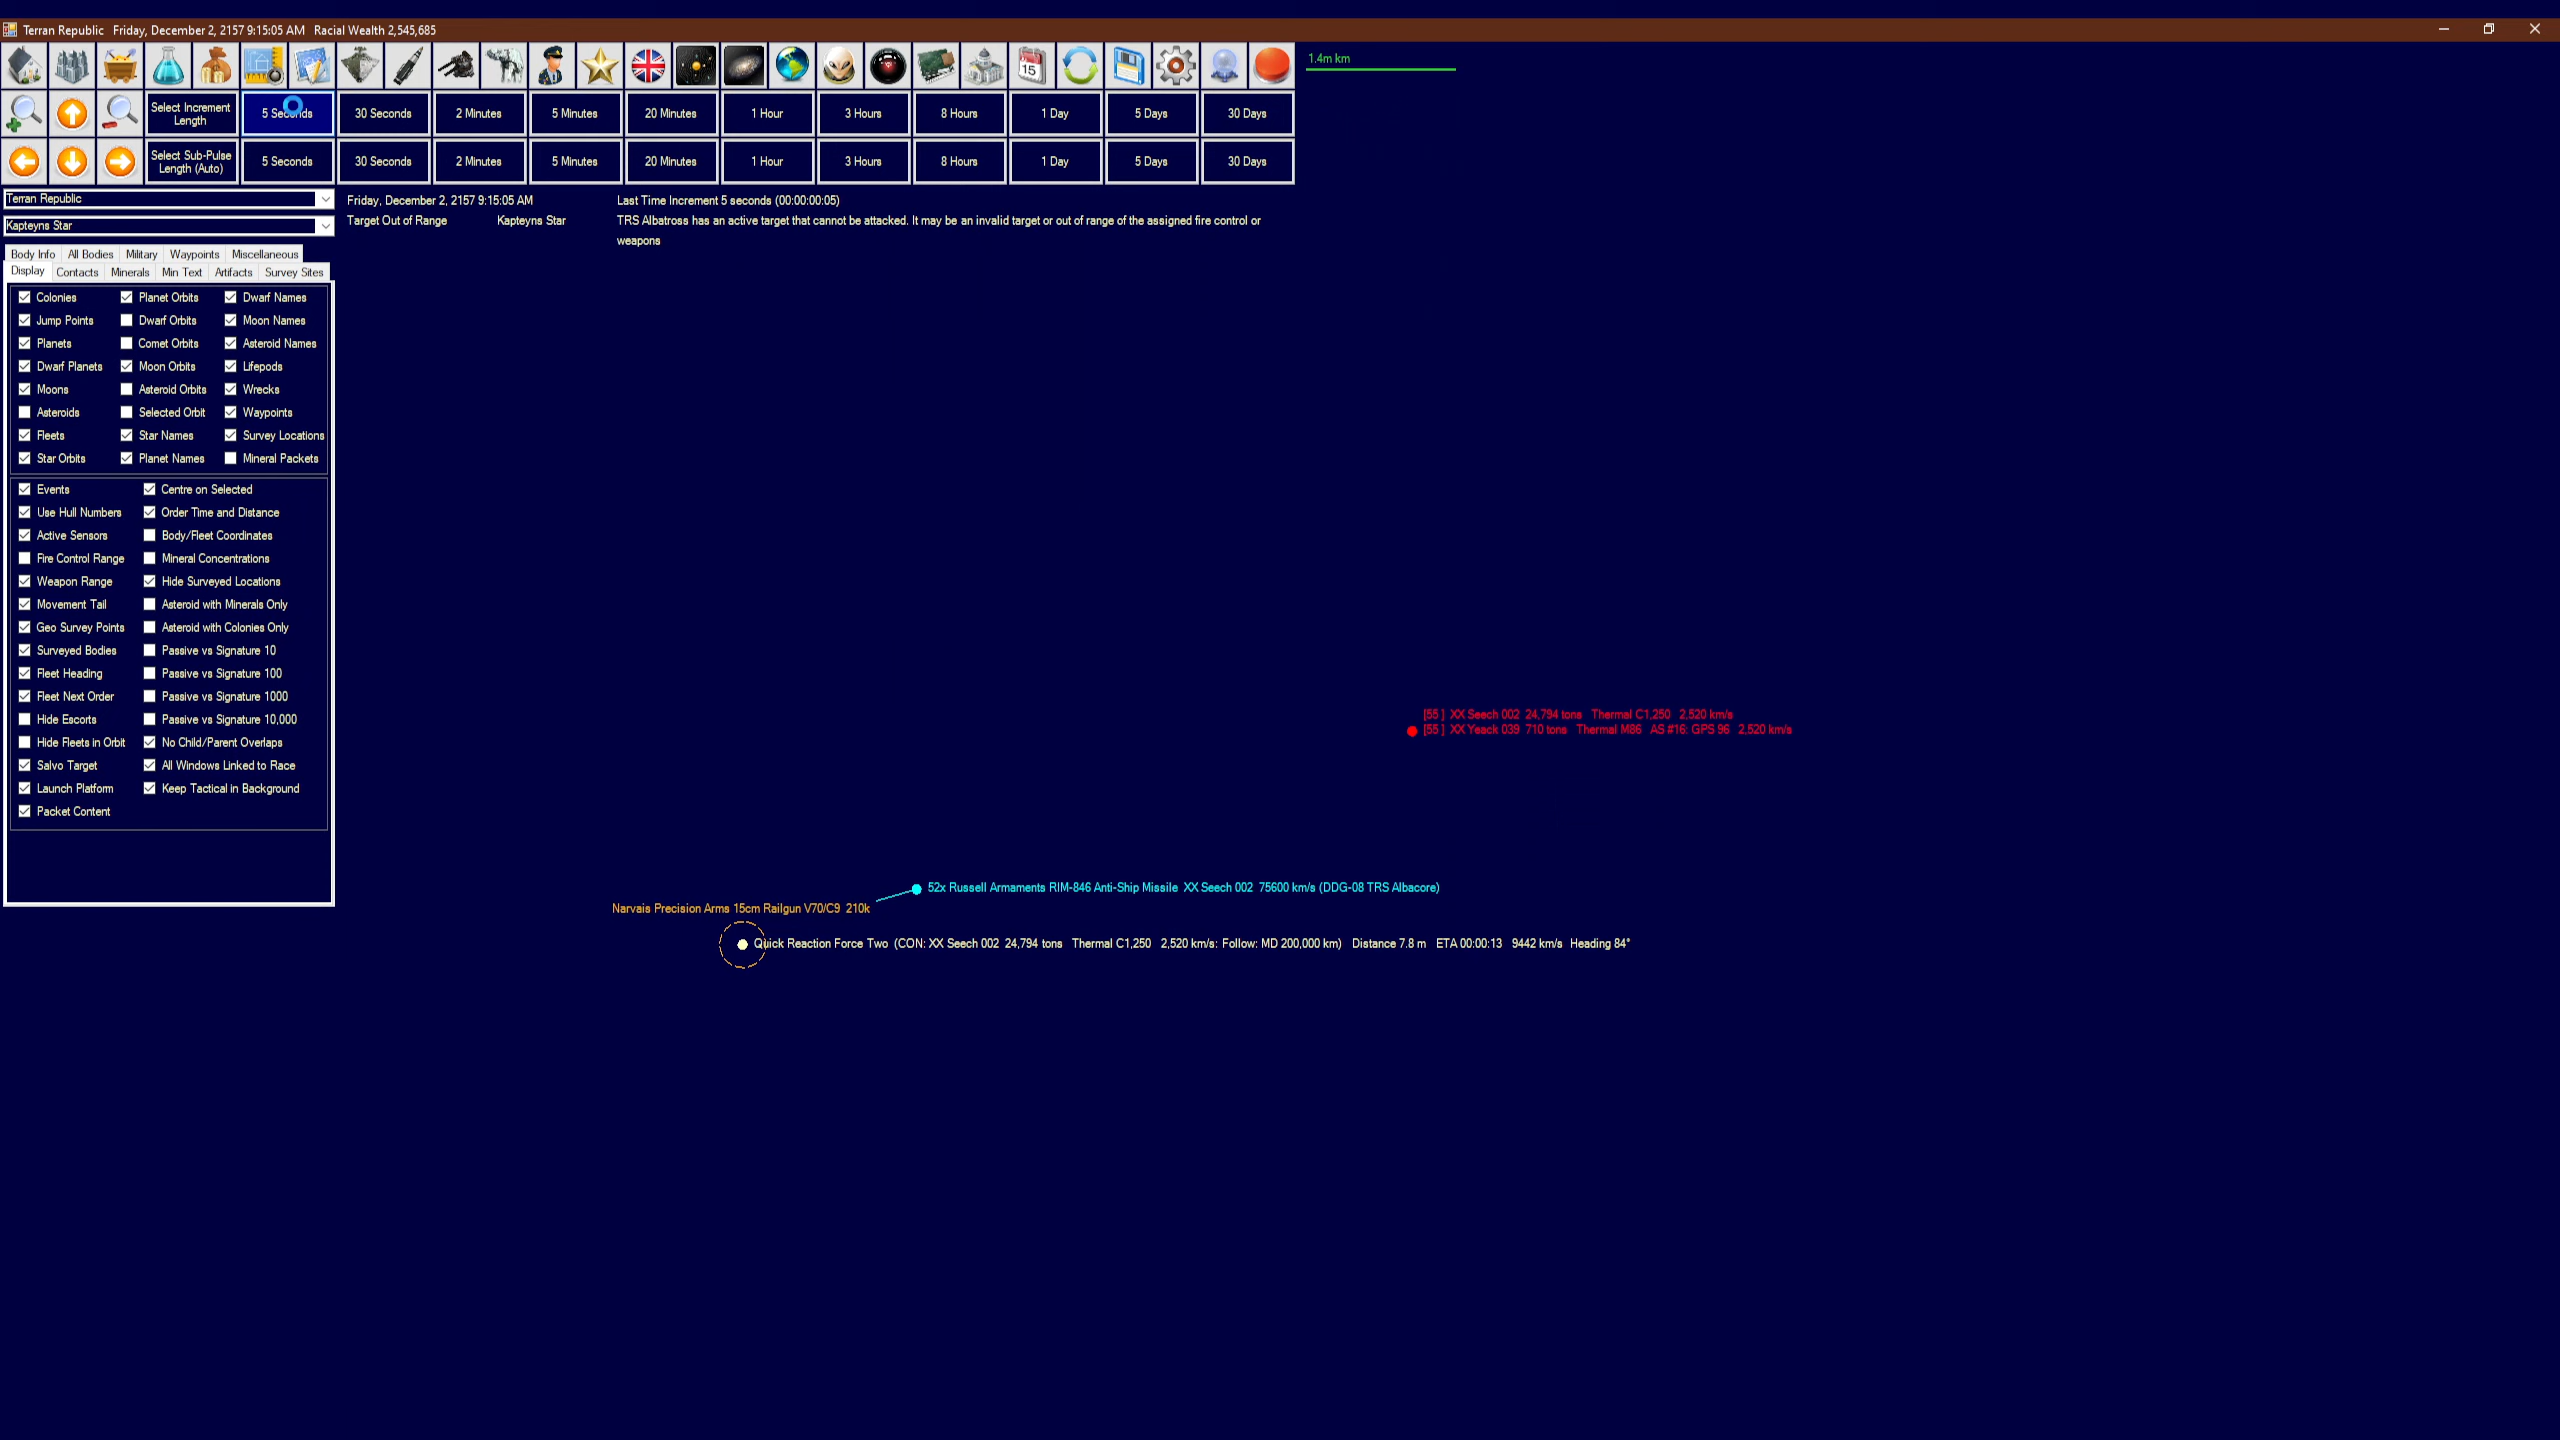 Terran Republic   Friday, December 2, 2157 9:15:05 AM   Racial Wealth 2,545,685
1.4m km
15
Select Increment Length
5 Seconds
30 Seconds
2 Minutes
5 Minutes
20 Minutes
1 Hour
3 Hours
8 Hours
1 Day
5 Days
30 Days
Select Sub-Pulse Length (Auto)
5 Seconds
30 Seconds
2 Minutes
5 Minutes
20 Minutes
1 Hour
3 Hours
8 Hours
1 Day
5 Days
30 Days
Terran Republic
Kapteyns Star
Friday, December 2, 2157 9:15:05 AM   Last Time Increment 5 seconds (00:00:00:05)
Target Out of Range   Kapteyns Star   TRS Albatross has an active target that cannot be attacked. It may be an invalid target or out of range of the assigned fire control or
weapons
Body Info   All Bodies   Military   Waypoints   Miscellaneous
Display   Contacts   Minerals   Min Text   Artifacts   Survey Sites
Colonies   Planet Orbits   Dwarf Names
Jump Points   Dwarf Orbits   Moon Names
Planets   Comet Orbits   Asteroid Names
Dwarf Planets   Moon Orbits   Lifepods
Moons   Asteroid Orbits   Wrecks
Asteroids   Selected Orbit   Waypoints
Fleets   Star Names   Survey Locations
Star Orbits   Planet Names   Mineral Packets
Events   Centre on Selected
Use Hull Numbers   Order Time and Distance
Active Sensors   Body/Fleet Coordinates
Fire Control Range   Mineral Concentrations
Weapon Range   Hide Surveyed Locations
Movement Tail   Asteroid with Minerals Only
Geo Survey Points   Asteroid with Colonies Only
Surveyed Bodies   Passive vs Signature 10
Fleet Heading   Passive vs Signature 100
Fleet Next Order   Passive vs Signature 1000
Hide Escorts   Passive vs Signature 10,000
Hide Fleets in Orbit   No Child/Parent Overlaps
Salvo Target   All Windows Linked to Race
Launch Platform   Keep Tactical in Background
Packet Content
[55]  XX Seech 002  24,794 tons   Thermal C1,250   2,520 km/s
[55]  XX Yeack 039  710 tons   Thermal M86   AS #16: GPS 96   2,520 km/s
52x Russell Armaments RIM-846 Anti-Ship Missile  XX Seech 002  75600 km/s (DDG-08 TRS Albacore)
Narvais Precision Arms 15cm Railgun V70/C9  210k
Quick Reaction Force Two  (CON: XX Seech 002  24,794 tons   Thermal C1,250   2,520 km/s: Follow: MD 200,000 km)   Distance 7.8 m   ETA 00:00:13   9442 km/s   Heading 84°